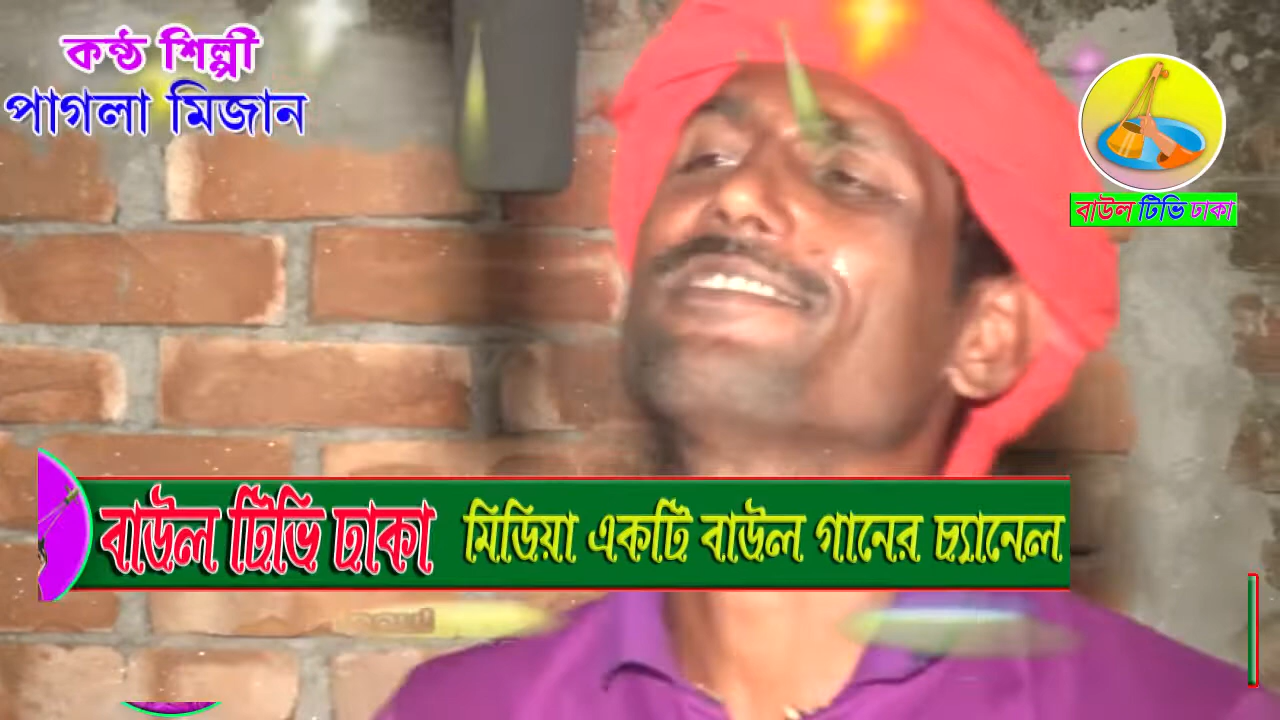 কন্ঠ শিল্পী
পাগলা মিজান
বাউল টিভি ঢাকা
বাউল টিভি ঢাকা মিডিয়া একটি বাউল গানের চ্যানেল